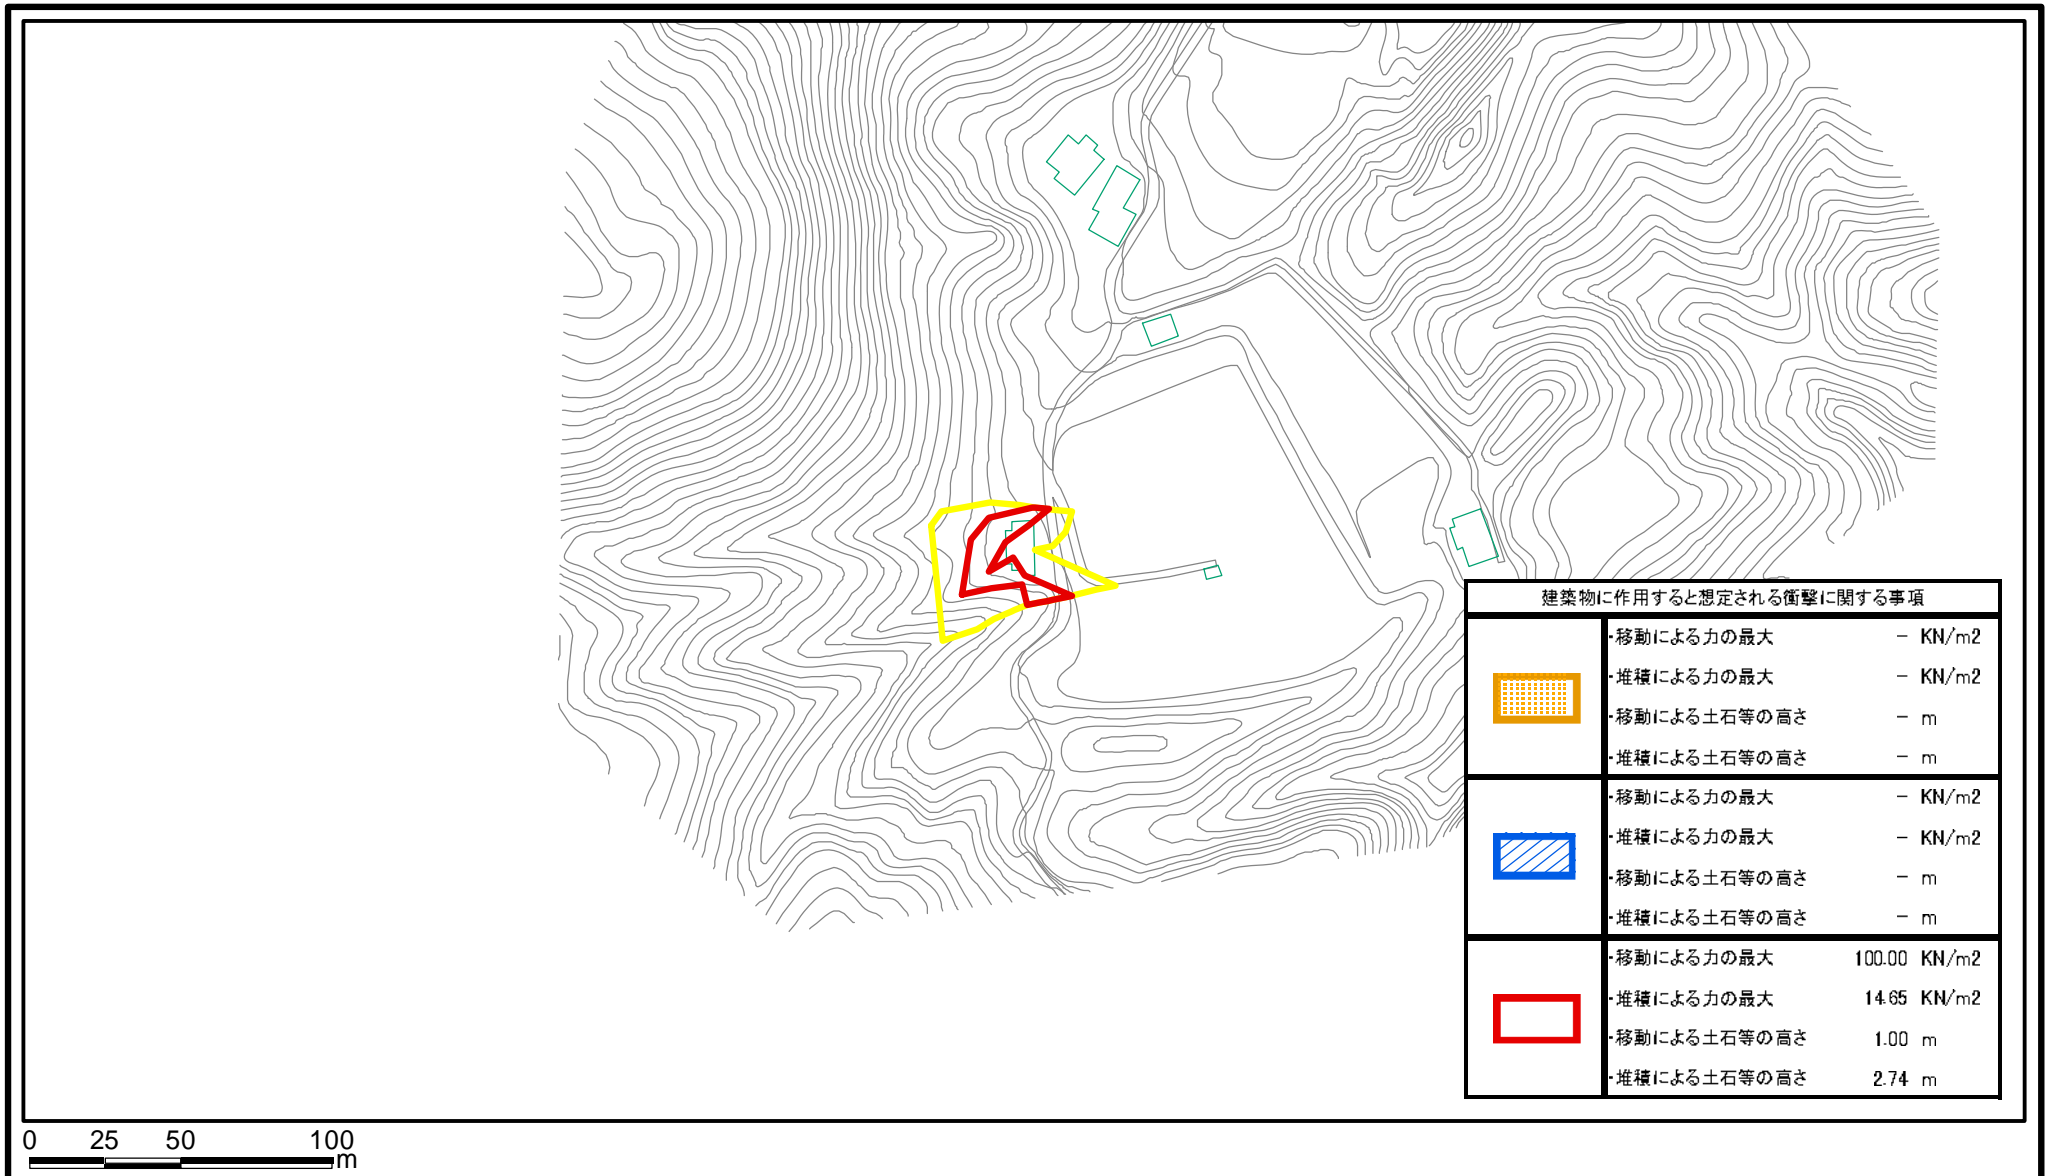 建築物に作用すると想定される衝撃に関する事項
・移動による力の最大 - KN/m2
・堆積による力の最大 - KN/m2
・移動による土石等の高さ - m
・堆積による土石等の高さ - m
・移動による力の最大 - KN/m2
・堆積による力の最大 - KN/m2
・移動による土石等の高さ - m
・堆積による土石等の高さ - m
・移動による力の最大 100.00 KN/m2
・堆積による力の最大 14.65 KN/m2
・移動による土石等の高さ 1.00 m
・堆積による土石等の高さ 2.74 m
0 25 50 100
m